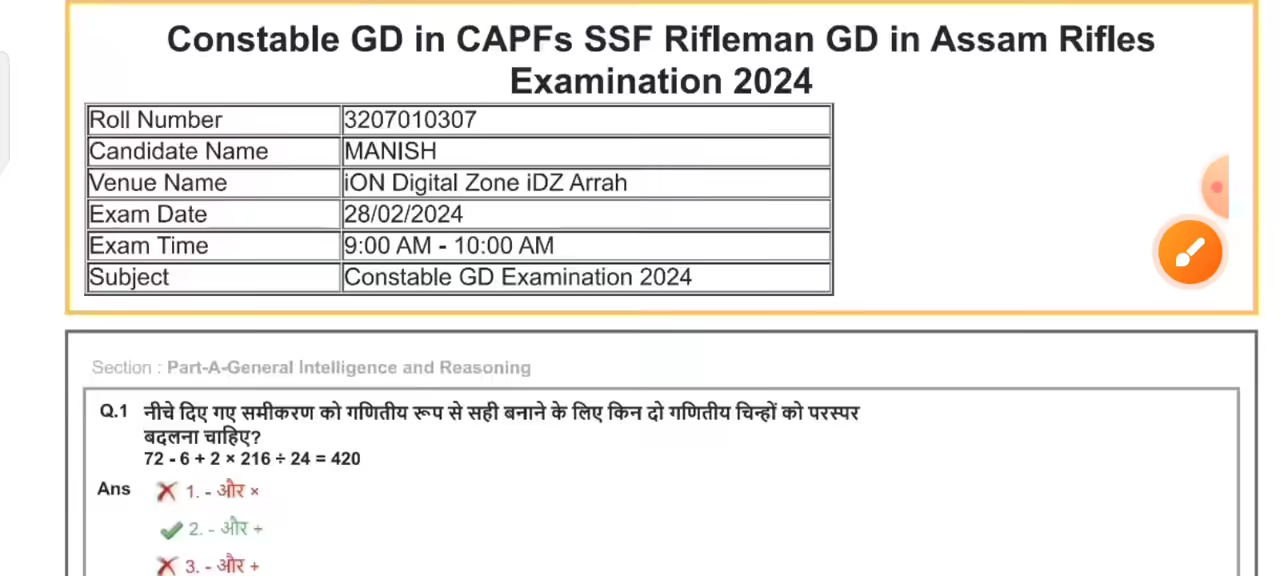 Constable GD in CAPFs SSF Rifleman GD in Assam Rifles
Examination 2024
Roll Number 3207010307
Candidate Name MANISH
Venue Name iON Digital Zone iDZ Arrah
Exam Date 28/02/2024
Exam Time 9:00 AM - 10:00 AM
Subject Constable GD Examination 2024
Section : Part-A-General Intelligence and Reasoning
Q.1 नीचे दिए गए समीकरण को गणितीय रूप से सही बनाने के लिए किन दो गणितीय चिन्हों को परस्पर
बदलना चाहिए?
72 - 6 + 2 × 216 ÷ 24 = 420
Ans 1. - और ×
2. - और ÷
3. - और +